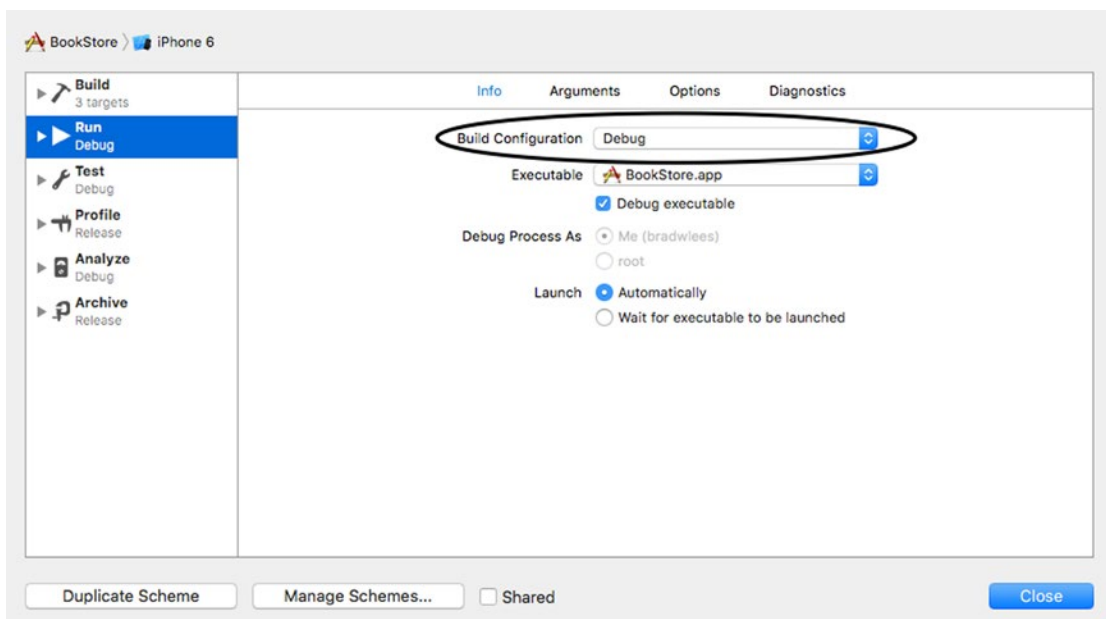 BookStore iPhone 6
Build
3 targets
Run
Debug
Test
Debug
Profile
Release
Analyze
Debug
Archive
Release
Info Arguments Options Diagnostics
Build Configuration Debug
Executable BookStore.app
Debug executable
Debug Process As Me (bradwlees)
root
Launch Automatically
Wait for executable to be launched
Duplicate Scheme Manage Schemes... Shared Close